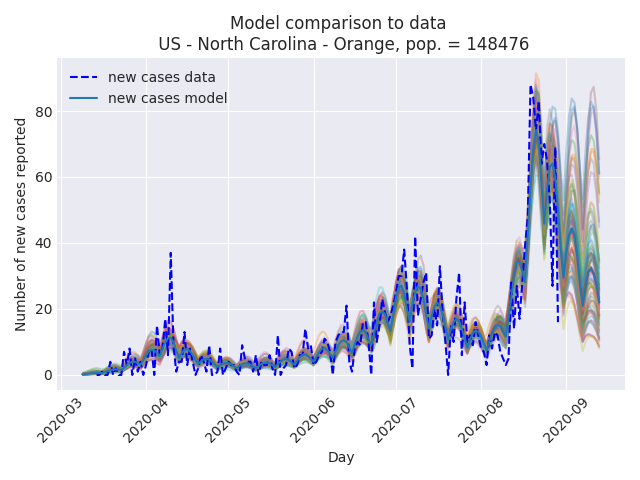 Model comparison to data
US - North Carolina - Orange, pop. = 148476
new cases data
new cases model
Number of new cases reported
80
60
40
20
0
2020-03
2020-04
2020-05
2020-06
2020-07
2020-08
2020-09
Day